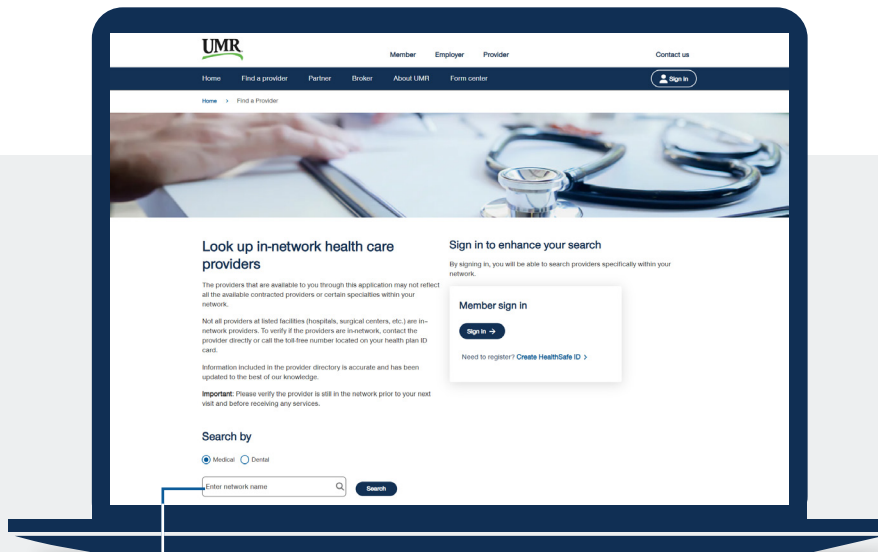 UMR
Member Employer Provider Contact us
Home Find a provider Partner Broker About UMR Form center Sign in
Home > Find a Provider
Look up in-network health care
providers
The providers that are available to you through this application may not reflect
all the available contracted providers or certain specialties within your
network.
Not all providers at listed facilities (hospitals, surgical centers, etc.) are in-
network providers. To verify if the providers are in-network, contact the
provider directly or call the toll-free number located on your health plan ID
card.
Information included in the provider directory is accurate and has been
updated to the best of our knowledge.
Important: Please verify the provider is still in the network prior to your next
visit and before receiving any services.
Sign in to enhance your search
By signing in, you will be able to search providers specifically within your
network.
Member sign in
Sign In →
Need to register? Create HealthSafe ID >
Search by
Medical Dental
Enter network name Search